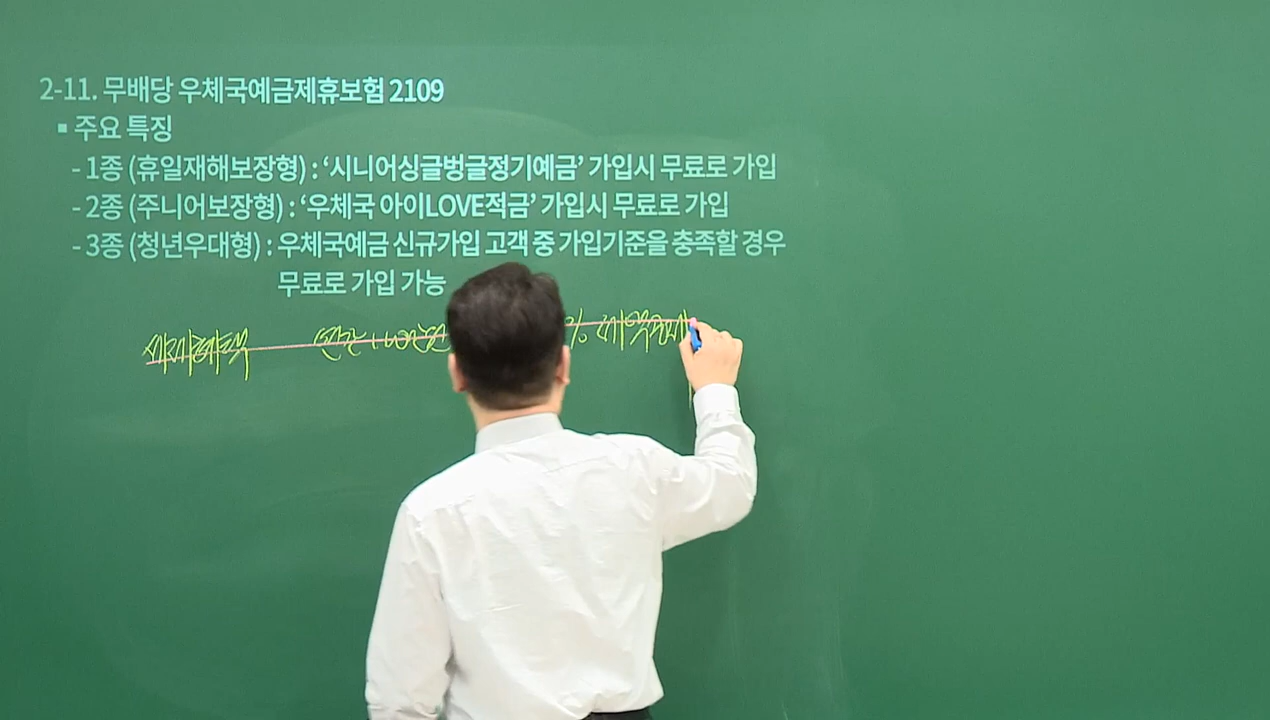 2-11. 무배당 우체국예금제휴보험 2109
▪ 주요 특징
- 1종 (휴일재해보장형) : ‘시니어싱글벙글정기예금’ 가입시 무료로 가입
- 2종 (주니어보장형) : ‘우체국 아이LOVE적금’ 가입시 무료로 가입
- 3종 (청년우대형) : 우체국예금 신규가입 고객 중 가입기준을 충족할 경우
무료로 가입 가능
% 세액공제